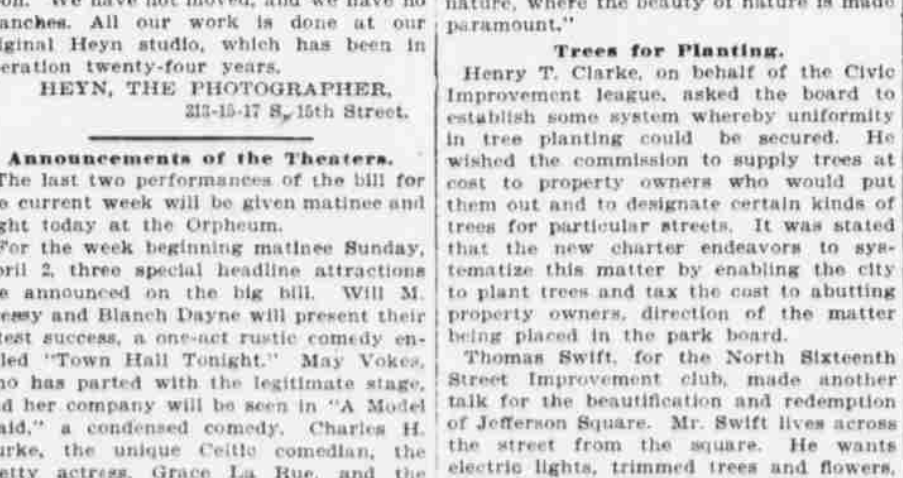 on. We have not moved, and we have no
anches. All our work is done at our
iginal Heyn studio, which has been in
eration twenty-four years.
HEYN, THE PHOTOGRAPHER,
313-15-17 S. 15th Street.
Announcements of the Theaters.
The last two performances of the bill for
e current week will be given matinee and
ght today at the Orpheum.
For the week beginning matinee Sunday,
pril 2, three special headline attractions
e announced on the big bill. Will M.
essy and Blanch Dayne will present their
test success, a one-act rustic comedy en-
led "Town Hall Tonight." May Vokes,
ho has parted with the legitimate stage,
nd her company will be seen in "A Model
aid," a condensed comedy. Charles H.
urke, the unique Celtic comedian, the
etty actress, Grace La Rue, and the
nature, where the beauty of nature is made
paramount."
Trees for Planting.
Henry T. Clarke, on behalf of the Civic
Improvement league, asked the board to
establish some system whereby uniformity
in tree planting could be secured. He
wished the commission to supply trees at
cost to property owners who would put
them out and to designate certain kinds of
trees for particular streets. It was stated
that the new charter endeavors to sys-
tematize this matter by enabling the city
to plant trees and tax the cost to abutting
property owners, direction of the matter
being placed in the park board.
Thomas Swift, for the North Sixteenth
Street Improvement club, made another
talk for the beautification and redemption
of Jefferson Square. Mr. Swift lives across
the street from the square. He wants
electric lights, trimmed trees and flowers,